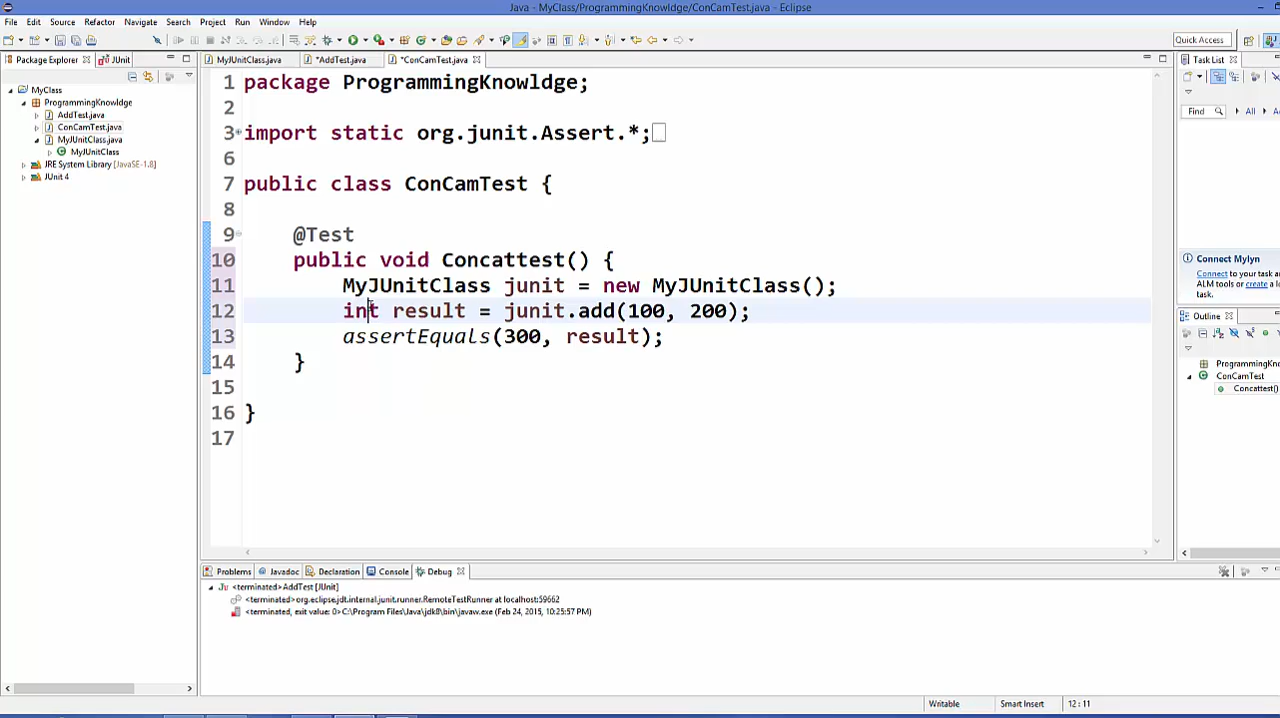 Java - MyClass/ProgrammingKnowldge/ConCamTest.java - Eclipse
File Edit Source Refactor Navigate Search Project Run Window Help
Quick Access
Package Explorer JUnit
MyClass
ProgrammingKnowldge
AddTest.java
ConCamTest.java
MyJUnitClass.java
MyJUnitClass
JRE System Library [JavaSE-1.8]
JUnit 4
MyJUnitClass.java *AddTest.java *ConCamTest.java
1 package ProgrammingKnowldge;
2
3 import static org.junit.Assert.*;
6
7 public class ConCamTest {
8
9 @Test
10 public void Concattest() {
11 MyJUnitClass junit = new MyJUnitClass();
12 int result = junit.add(100, 200);
13 assertEquals(300, result);
14 }
15
16 }
17
Task List
Find All
Connect Mylyn
Connect to your task a
ALM tools or create a
task.
Outline
ProgrammingKno
ConCamTest
Concattest()
Problems Javadoc Declaration Console Debug
<terminated>AddTest [JUnit]
<terminated>org.eclipse.jdt.internal.junit.runner.RemoteTestRunner at localhost:59662
<terminated, exit value: 0>C:\Program Files\Java\jdk8\bin\javaw.exe (Feb 24, 2015, 10:25:57 PM)
Writable Smart Insert 12 : 11